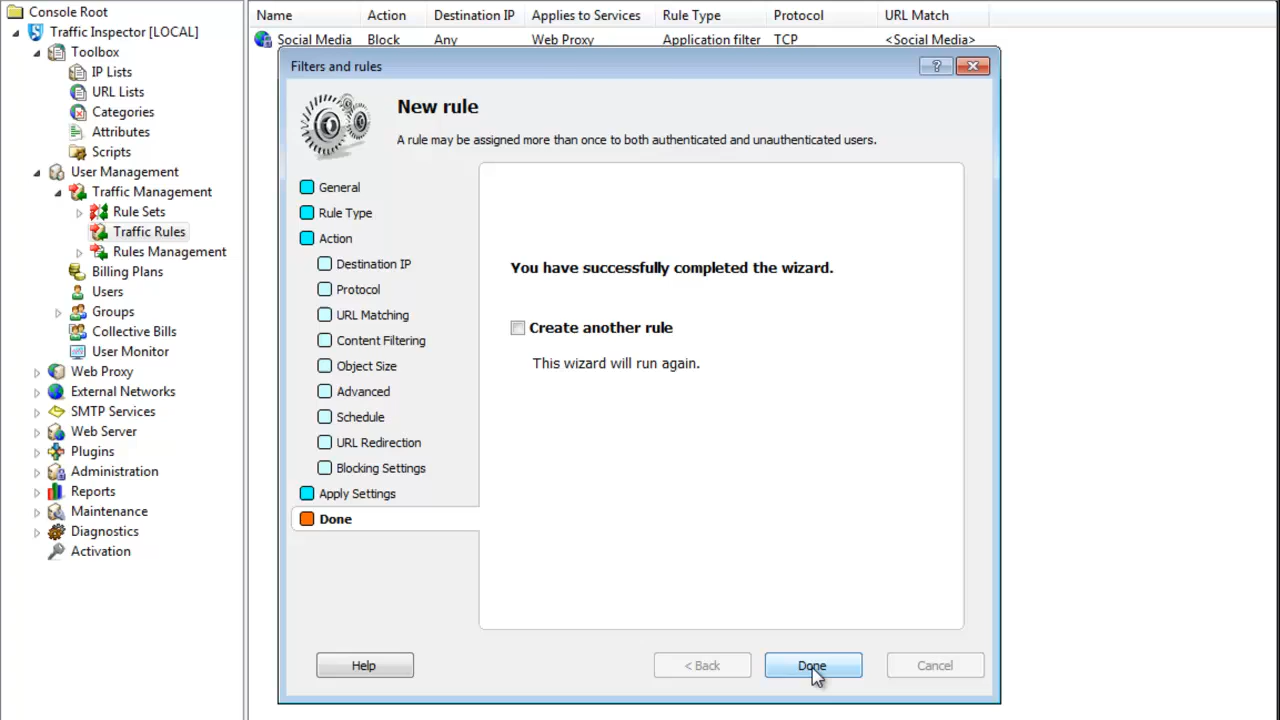 Console Root
Traffic Inspector [LOCAL]
Toolbox
IP Lists
URL Lists
Categories
Attributes
Scripts
User Management
Traffic Management
Rule Sets
Traffic Rules
Rules Management
Billing Plans
Users
Groups
Collective Bills
User Monitor
Web Proxy
External Networks
SMTP Services
Web Server
Plugins
Administration
Reports
Maintenance
Diagnostics
Activation
Name Action Destination IP Applies to Services Rule Type Protocol URL Match
Social Media Block Any Web Proxy Application filter TCP <Social Media>
Filters and rules
?
New rule
A rule may be assigned more than once to both authenticated and unauthenticated users.
General
Rule Type
Action
Destination IP
Protocol
URL Matching
Content Filtering
Object Size
Advanced
Schedule
URL Redirection
Blocking Settings
Apply Settings
Done
You have successfully completed the wizard.
Create another rule
This wizard will run again.
Help < Back Done Cancel